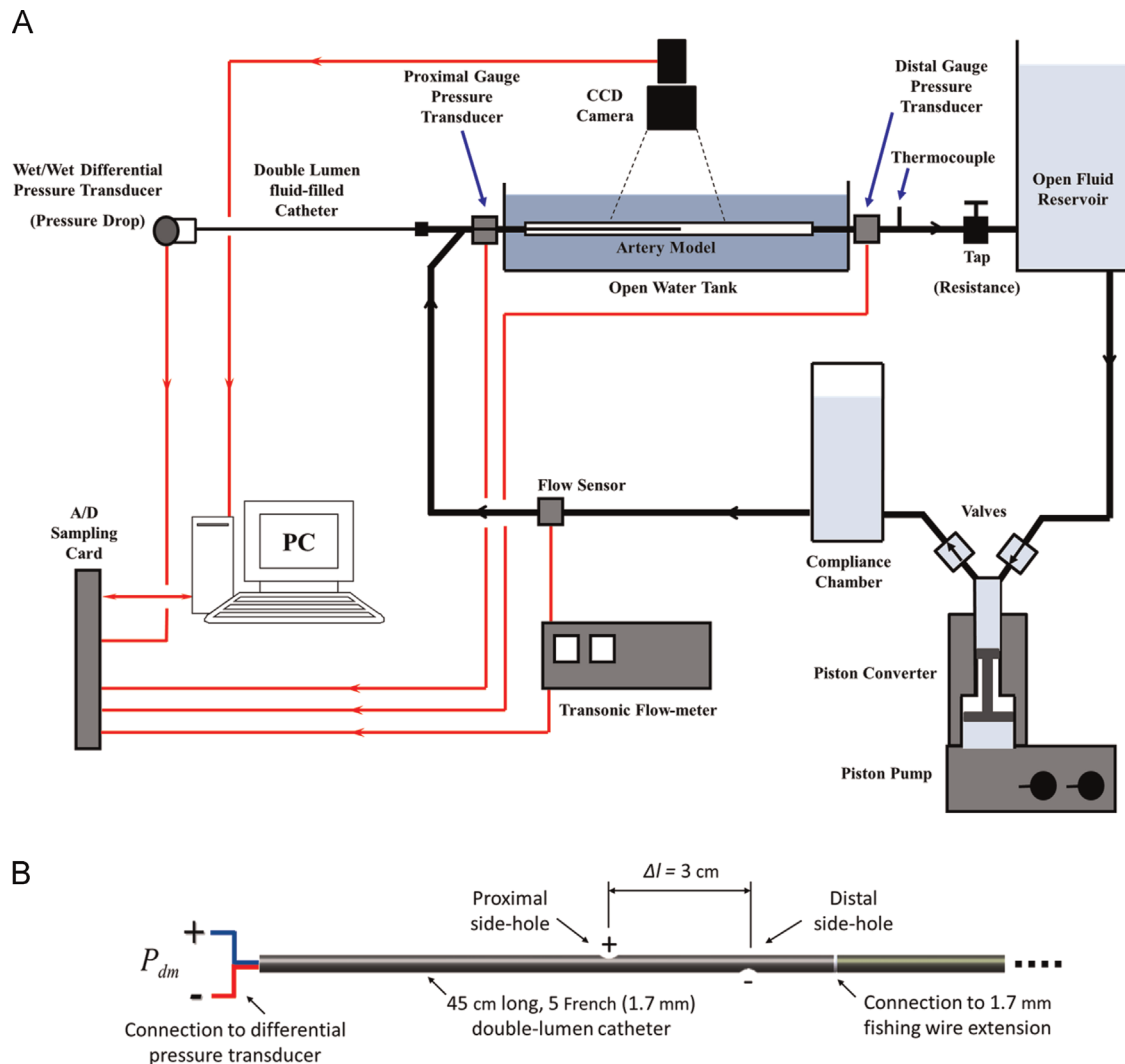 A
Proximal Gauge
Pressure
Transducer
CCD
Camera
Distal Gauge
Pressure
Transducer
Wet/Wet Differential
Pressure Transducer
(Pressure Drop)
Double Lumen
fluid-filled
Catheter
Thermocouple
Open Fluid
Reservoir
Artery Model
Open Water Tank
Tap
(Resistance)
Flow Sensor
A/D
Sampling
Card
PC
Compliance
Chamber
Valves
Transonic Flow-meter
Piston Converter
Piston Pump
B
Δl = 3 cm
Proximal
side-hole
Distal
side-hole
+
+
Pdm
-
-
45 cm long, 5 French (1.7 mm)
double-lumen catheter
Connection to differential
pressure transducer
Connection to 1.7 mm
fishing wire extension